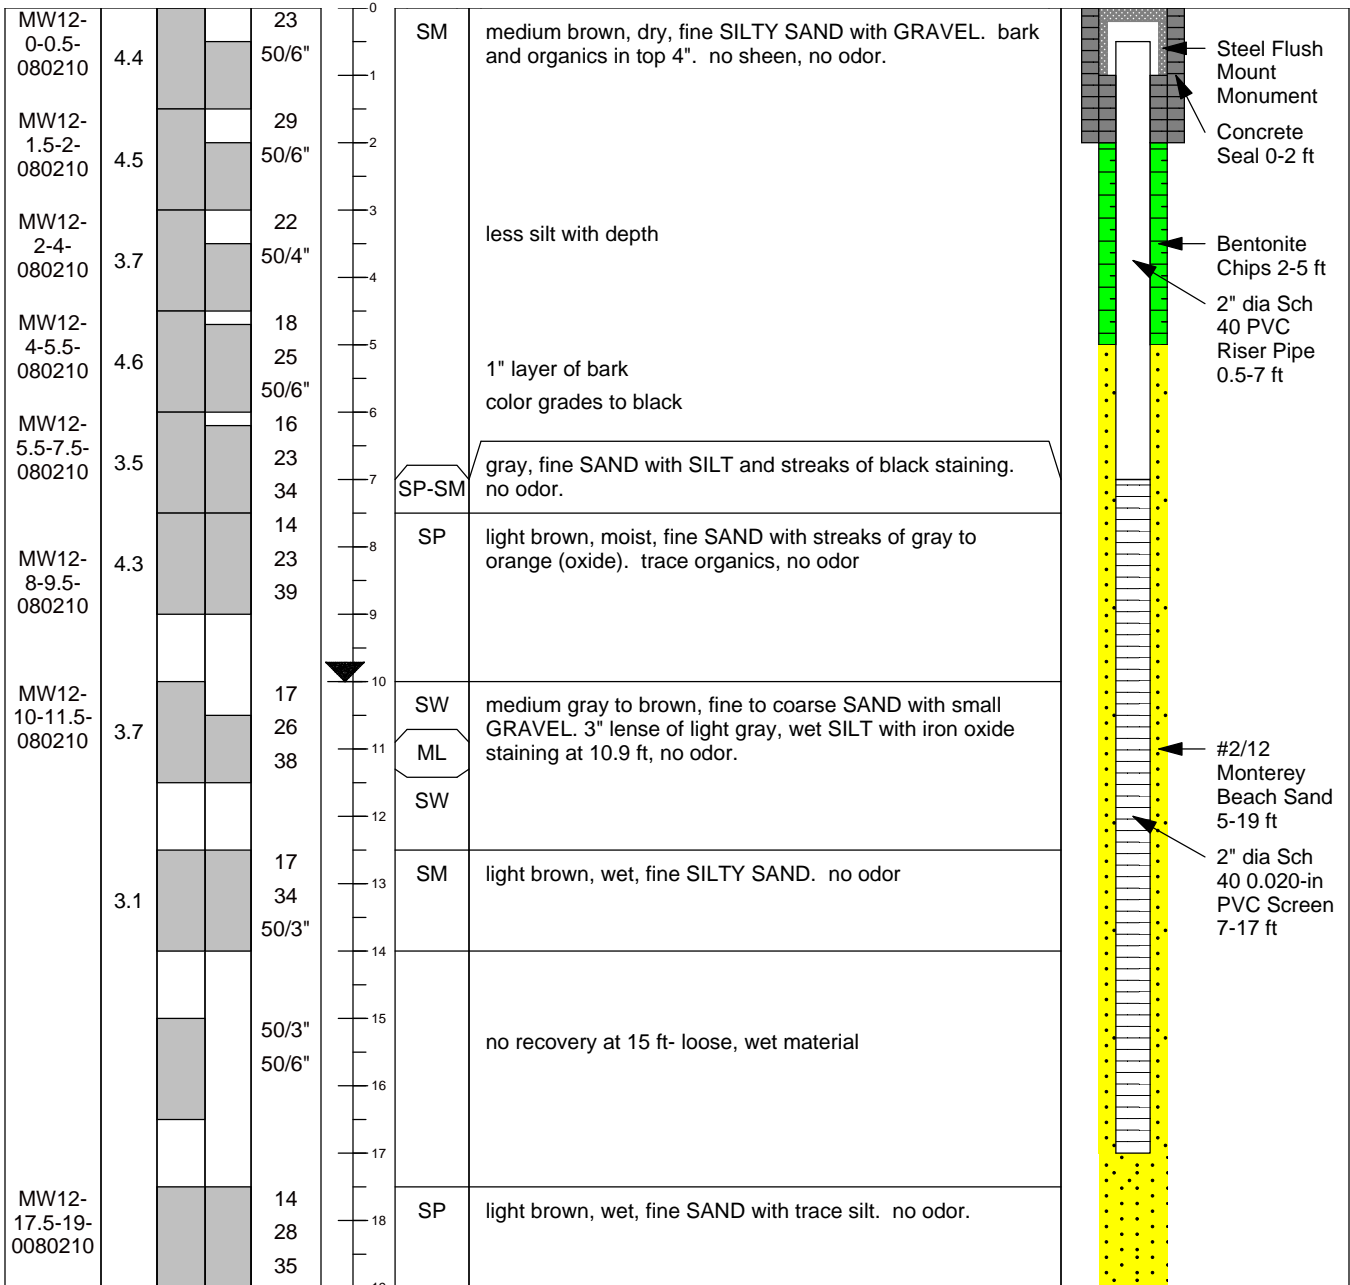 MW12-
0-0.5-
080210
4.4
23
50/6"
0
SM
medium brown, dry, fine SILTY SAND with GRAVEL. bark
and organics in top 4". no sheen, no odor.
Steel Flush
Mount
Monument
1
MW12-
1.5-2-
080210
4.5
29
50/6"
2
Concrete
Seal 0-2 ft
3
MW12-
2-4-
080210
3.7
22
50/4"
less silt with depth
Bentonite
Chips 2-5 ft
4
MW12-
4-5.5-
080210
4.6
18
25
50/6"
5
1" layer of bark
color grades to black
2" dia Sch
40 PVC
Riser Pipe
0.5-7 ft
6
MW12-
5.5-7.5-
080210
3.5
16
23
34
7
SP-SM
gray, fine SAND with SILT and streaks of black staining.
no odor.
MW12-
8-9.5-
080210
4.3
14
23
39
8
SP
light brown, moist, fine SAND with streaks of gray to
orange (oxide). trace organics, no odor
9
10
MW12-
10-11.5-
080210
3.7
17
26
38
11
SW
ML
SW
medium gray to brown, fine to coarse SAND with small
GRAVEL. 3" lense of light gray, wet SILT with iron oxide
staining at 10.9 ft, no odor.
#2/12
Monterey
Beach Sand
5-19 ft
12
3.1
17
34
50/3"
13
SM
light brown, wet, fine SILTY SAND. no odor
2" dia Sch
40 0.020-in
PVC Screen
7-17 ft
14
50/3"
50/6"
15
no recovery at 15 ft- loose, wet material
16
17
MW12-
17.5-19-
0080210
14
28
35
18
SP
light brown, wet, fine SAND with trace silt. no odor.